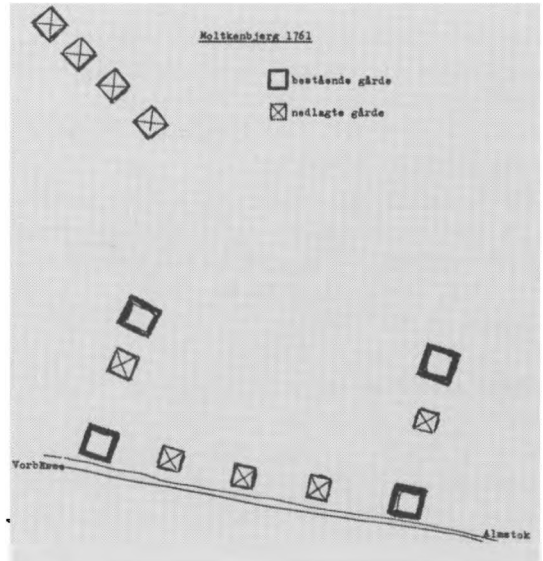 Moltkenbjerg 1761
bestående gårde
nedlagte gårde
Vorbasse
Almstok